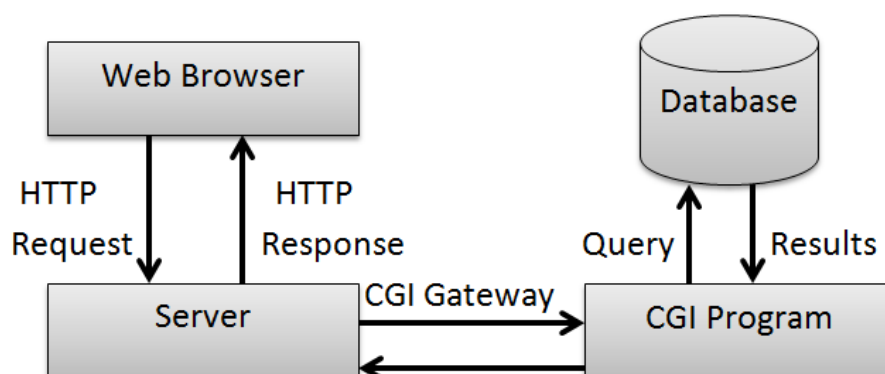 Web Browser
Database
HTTP
Request
HTTP
Response
Query
Results
CGI Gateway
Server
CGI Program